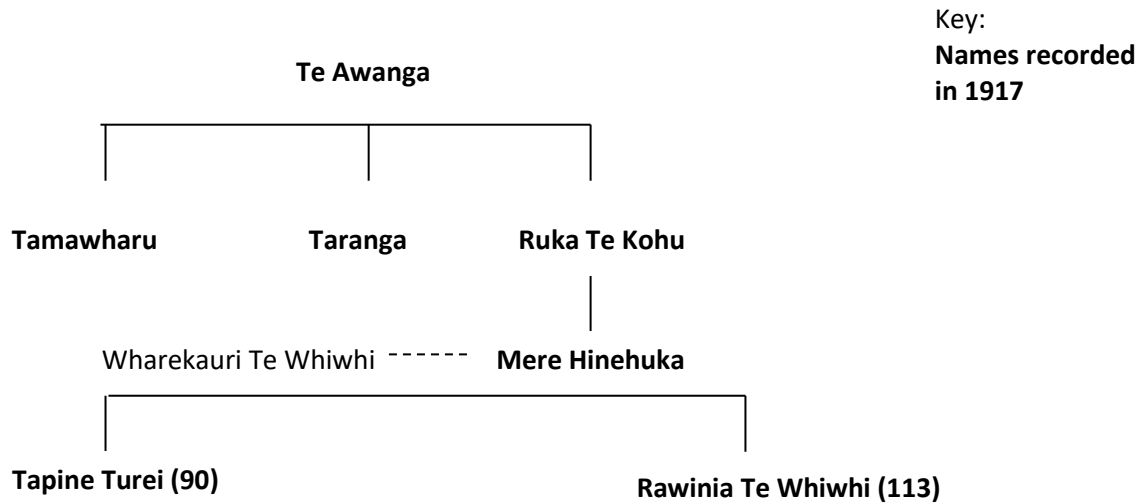 Key:
Names recorded
in 1917
Te Awanga
Tamawharu Taranga Ruka Te Kohu
Wharekauri Te Whiwhi ------ Mere Hinehuka
Tapine Turei (90) Rawinia Te Whiwhi (113)